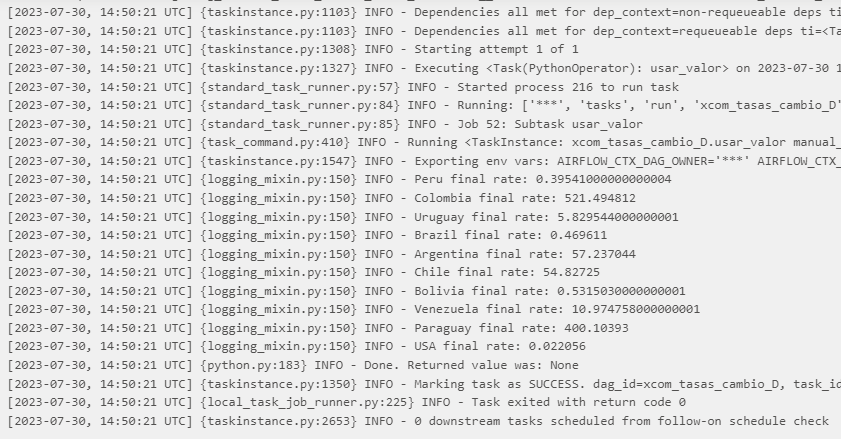 [2023-07-30, 14:50:21 UTC] {taskinstance.py:1103} INFO - Dependencies all met for dep_context=non-requeueable deps ti
[2023-07-30, 14:50:21 UTC] {taskinstance.py:1103} INFO - Dependencies all met for dep_context=requeueable deps ti=<Ta
[2023-07-30, 14:50:21 UTC] {taskinstance.py:1308} INFO - Starting attempt 1 of 1
[2023-07-30, 14:50:21 UTC] {taskinstance.py:1327} INFO - Executing <Task(PythonOperator): usar_valor> on 2023-07-30 1
[2023-07-30, 14:50:21 UTC] {standard_task_runner.py:57} INFO - Started process 216 to run task
[2023-07-30, 14:50:21 UTC] {standard_task_runner.py:84} INFO - Running: ['***', 'tasks', 'run', 'xcom_tasas_cambio_D'
[2023-07-30, 14:50:21 UTC] {standard_task_runner.py:85} INFO - Job 52: Subtask usar_valor
[2023-07-30, 14:50:21 UTC] {task_command.py:410} INFO - Running <TaskInstance: xcom_tasas_cambio_D.usar_valor manual_
[2023-07-30, 14:50:21 UTC] {taskinstance.py:1547} INFO - Exporting env vars: AIRFLOW_CTX_DAG_OWNER='***' AIRFLOW_CTX_
[2023-07-30, 14:50:21 UTC] {logging_mixin.py:150} INFO - Peru final rate: 0.39541000000000004
[2023-07-30, 14:50:21 UTC] {logging_mixin.py:150} INFO - Colombia final rate: 521.494812
[2023-07-30, 14:50:21 UTC] {logging_mixin.py:150} INFO - Uruguay final rate: 5.829544000000001
[2023-07-30, 14:50:21 UTC] {logging_mixin.py:150} INFO - Brazil final rate: 0.469611
[2023-07-30, 14:50:21 UTC] {logging_mixin.py:150} INFO - Argentina final rate: 57.237044
[2023-07-30, 14:50:21 UTC] {logging_mixin.py:150} INFO - Chile final rate: 54.82725
[2023-07-30, 14:50:21 UTC] {logging_mixin.py:150} INFO - Bolivia final rate: 0.5315030000000001
[2023-07-30, 14:50:21 UTC] {logging_mixin.py:150} INFO - Venezuela final rate: 10.974758000000001
[2023-07-30, 14:50:21 UTC] {logging_mixin.py:150} INFO - Paraguay final rate: 400.10393
[2023-07-30, 14:50:21 UTC] {logging_mixin.py:150} INFO - USA final rate: 0.022056
[2023-07-30, 14:50:21 UTC] {python.py:183} INFO - Done. Returned value was: None
[2023-07-30, 14:50:21 UTC] {taskinstance.py:1350} INFO - Marking task as SUCCESS. dag_id=xcom_tasas_cambio_D, task_id
[2023-07-30, 14:50:21 UTC] {local_task_job_runner.py:225} INFO - Task exited with return code 0
[2023-07-30, 14:50:21 UTC] {taskinstance.py:2653} INFO - 0 downstream tasks scheduled from follow-on schedule check